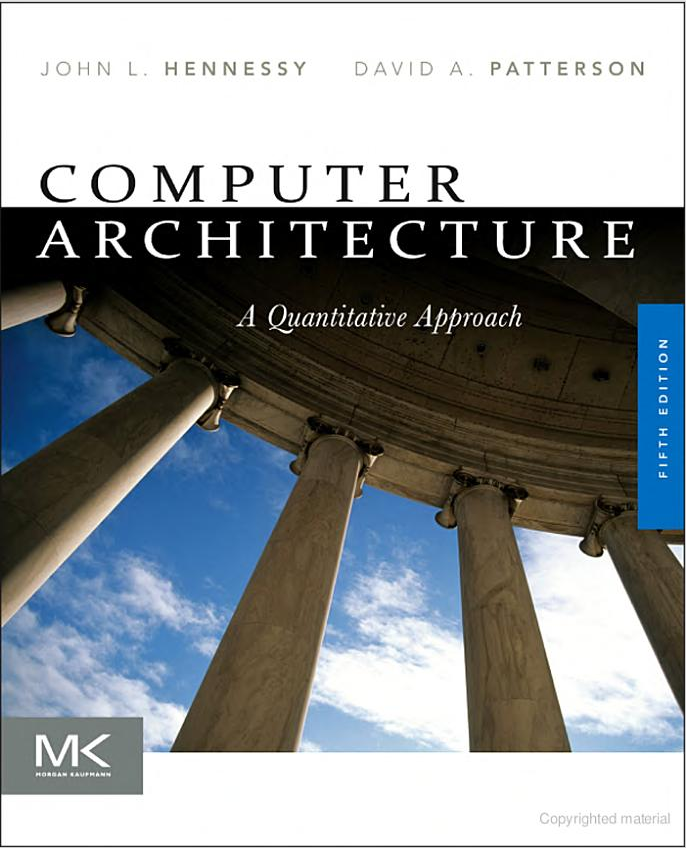 JOHN L. HENNESSY DAVID A. PATTERSON
COMPUTER
ARCHITECTURE
A Quantitative Approach
FIFTH EDITION
MK
MORGAN KAUFMANN
Copyrighted material